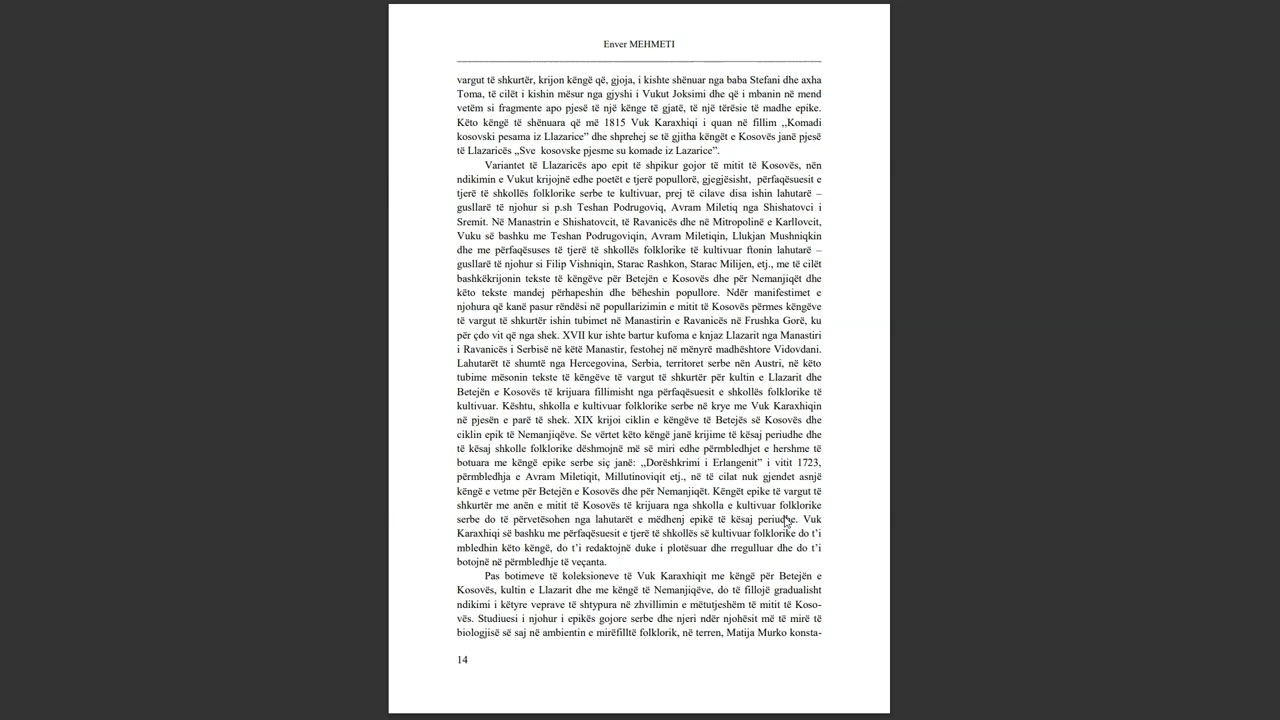 Enver MEHMETI
vargut të shkurtër, krijon këngë që, gjoja, i kishte shënuar nga baba Stefani dhe axha
Toma, të cilët i kishin mësur nga gjyshi i Vukut Joksimi dhe që i mbanin në mend
vetëm si fragmente apo pjesë të një kënge të gjatë, të një tërësie të madhe epike.
Këto këngë të shënuara që më 1815 Vuk Karaxhiqi i quan në fillim ,,Komadi
kosovski pesama iz Llazarice” dhe shprehej se të gjitha këngët e Kosovës janë pjesë
të Llazaricës „Sve kosovske pjesme su komade iz Lazarice”.
Variantet të Llazaricës apo epit të shpikur gojor të mitit të Kosovës, nën
ndikimin e Vukut krijojnë edhe poetët e tjerë popullorë, gjegjësisht, përfaqësuesit e
tjerë të shkollës folklorike serbe te kultivuar, prej të cilave disa ishin lahutarë –
gusllarë të njohur si p.sh Teshan Podrugoviq, Avram Miletiq nga Shishatovci i
Sremit. Në Manastrin e Shishatovcit, të Ravanicës dhe në Mitropolinë e Karllovcit,
Vuku së bashku me Teshan Podrugoviqin, Avram Miletiqin, Llukjan Mushniqkin
dhe me përfaqësuses të tjerë të shkollës folklorike të kultivuar ftonin lahutarë –
gusllarë të njohur si Filip Vishniqin, Starac Rashkon, Starac Milijen, etj., me të cilët
bashkëkrijonin tekste të këngëve për Betejën e Kosovës dhe për Nemanjiqët dhe
këto tekste mandej përhapeshin dhe bëheshin popullore. Ndër manifestimet e
njohura që kanë pasur rëndësi në popullarizimin e mitit të Kosovës përmes këngëve
të vargut të shkurtër ishin tubimet në Manastirin e Ravanicës në Frushka Gorë, ku
për çdo vit që nga shek. XVII kur ishte bartur kufoma e knjaz Llazarit nga Manastiri
i Ravanicës i Serbisë në këtë Manastir, festohej në mënyrë madhështore Vidovdani.
Lahutarët të shumtë nga Hercegovina, Serbia, territoret serbe nën Austri, në këto
tubime mësonin tekste të këngëve të vargut të shkurtër për kultin e Llazarit dhe
Betejën e Kosovës të krijuara fillimisht nga përfaqësuesit e shkollës folklorike të
kultivuar. Kështu, shkolla e kultivuar folklorike serbe në krye me Vuk Karaxhiqin
në pjesën e parë të shek. XIX krijoi ciklin e këngëve të Betejës së Kosovës dhe
ciklin epik të Nemanjiqëve. Se vërtet këto këngë janë krijime të kësaj periudhe dhe
të kësaj shkolle folklorike dëshmojnë më së miri edhe përmbledhjet e hershme të
botuara me këngë epike serbe siç janë: ,,Dorëshkrimi i Erlangenit” i vitit 1723,
përmbledhja e Avram Miletiqit, Millutinoviqit etj., në të cilat nuk gjendet asnjë
këngë e vetme për Betejën e Kosovës dhe për Nemanjiqët. Këngët epike të vargut të
shkurtër me anën e mitit të Kosovës të krijuara nga shkolla e kultivuar folklorike
serbe do të përvetësohen nga lahutarët e mëdhenj epikë të kësaj periudhe. Vuk
Karaxhiqi së bashku me përfaqësuesit e tjerë të shkollës së kultivuar folklorike do t’i
mbledhin këto këngë, do t’i redaktojnë duke i plotësuar dhe rregulluar dhe do t’i
botojnë në përmbledhje të veçanta.
Pas botimeve të koleksioneve të Vuk Karaxhiqit me këngë për Betejën e
Kosovës, kultin e Llazarit dhe me këngë të Nemanjiqëve, do të fillojë gradualisht
ndikimi i këtyre veprave të shtypura në zhvillimin e mëtutjeshëm të mitit të Koso-
vës. Studiuesi i njohur i epikës gojore serbe dhe njeri ndër njohësit më të mirë të
biologjisë së saj në ambientin e mirëfilltë folklorik, në terren, Matija Murko konsta-
14